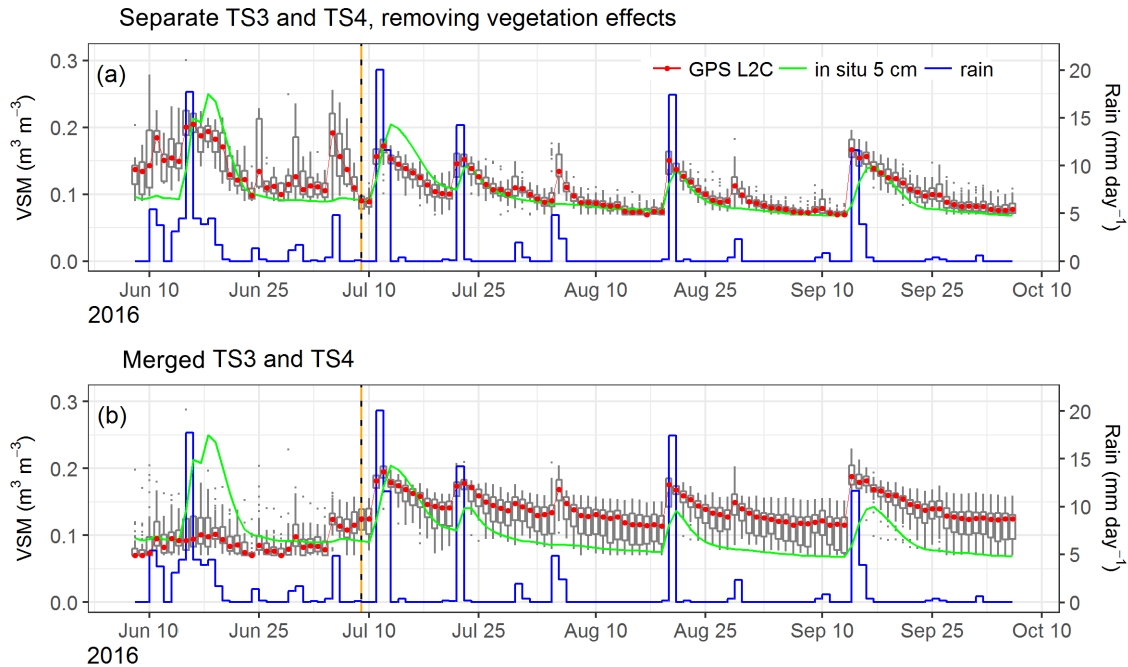 Separate TS3 and TS4, removing vegetation effects
(a)
GPS L2C in situ 5 cm rain
VSM (m³ m⁻³)
0.3
0.2
0.1
0.0
Rain (mm day⁻¹)
20
15
10
5
0
Jun 10 Jun 25 Jul 10 Jul 25 Aug 10 Aug 25 Sep 10 Sep 25 Oct 10
2016
Merged TS3 and TS4
(b)
VSM (m³ m⁻³)
0.3
0.2
0.1
0.0
Rain (mm day⁻¹)
20
15
10
5
0
Jun 10 Jun 25 Jul 10 Jul 25 Aug 10 Aug 25 Sep 10 Sep 25 Oct 10
2016